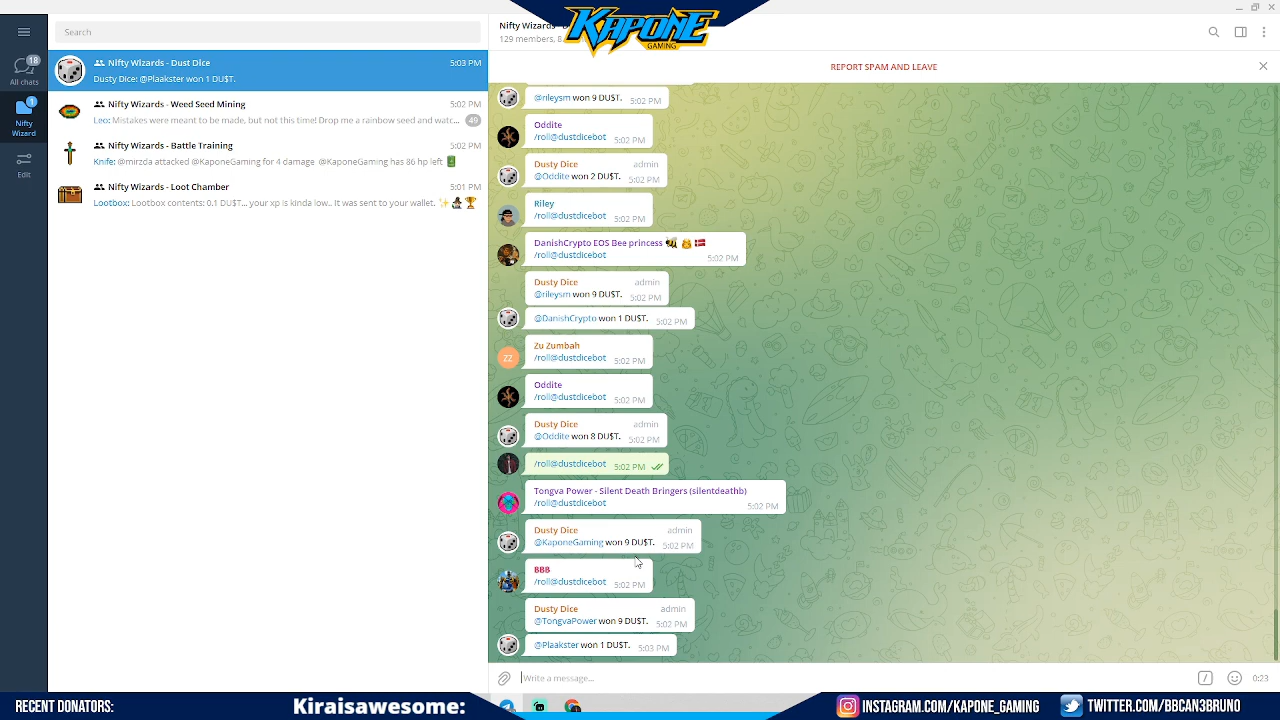 KAPONE
GAMING
Search
18
All chats
1
Nifty
Wizard
Edit
Nifty Wizards - Dust Dice 5:03 PM
Dusty Dice: @Plaakster won 1 DU$T.
Nifty Wizards - Weed Seed Mining 5:02 PM
Leo: Mistakes were meant to be made, but not this time! Drop me a rainbow seed and watc... 49
Nifty Wizards - Battle Training 5:02 PM
Knife: @mirzda attacked @KaponeGaming for 4 damage @KaponeGaming has 86 hp left
Nifty Wizards - Loot Chamber 5:01 PM
Lootbox: Lootbox contents: 0.1 DU$T... your xp is kinda low.. It was sent to your wallet.
Nifty Wizards
129 members,
REPORT SPAM AND LEAVE
@rileysm won 9 DU$T. 5:02 PM
Oddite
/roll@dustdicebot 5:02 PM
Dusty Dice admin
@Oddite won 2 DU$T. 5:02 PM
Riley
/roll@dustdicebot 5:02 PM
DanishCrypto EOS Bee princess
/roll@dustdicebot 5:02 PM
Dusty Dice admin
@rileysm won 9 DU$T. 5:02 PM
@DanishCrypto won 1 DU$T. 5:02 PM
ZZ
Zu Zumbah
/roll@dustdicebot 5:02 PM
Oddite
/roll@dustdicebot 5:02 PM
Dusty Dice admin
@Oddite won 8 DU$T. 5:02 PM
/roll@dustdicebot 5:02 PM
Tongva Power - Silent Death Bringers (silentdeathb)
/roll@dustdicebot 5:02 PM
Dusty Dice admin
@KaponeGaming won 9 DU$T. 5:02 PM
BBB
/roll@dustdicebot 5:02 PM
Dusty Dice admin
@TongvaPower won 9 DU$T. 5:02 PM
@Plaakster won 1 DU$T. 5:03 PM
Write a message... 0:23
RECENT DONATORS: Kiraisawesome: INSTAGRAM.COM/KAPONE_GAMING TWITTER.COM/BBCAN3BRUNO